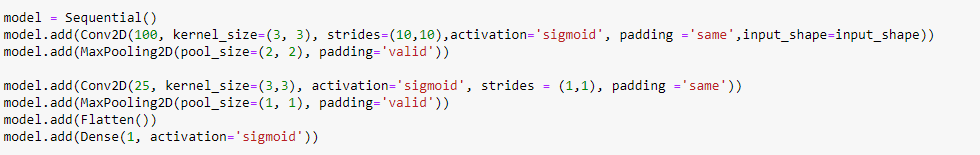 model = Sequential()
model.add(Conv2D(100, kernel_size=(3, 3), strides=(10,10),activation='sigmoid', padding ='same',input_shape=input_shape))
model.add(MaxPooling2D(pool_size=(2, 2), padding='valid'))
model.add(Conv2D(25, kernel_size=(3,3), activation='sigmoid', strides = (1,1), padding ='same'))
model.add(MaxPooling2D(pool_size=(1, 1), padding='valid'))
model.add(Flatten())
model.add(Dense(1, activation='sigmoid'))